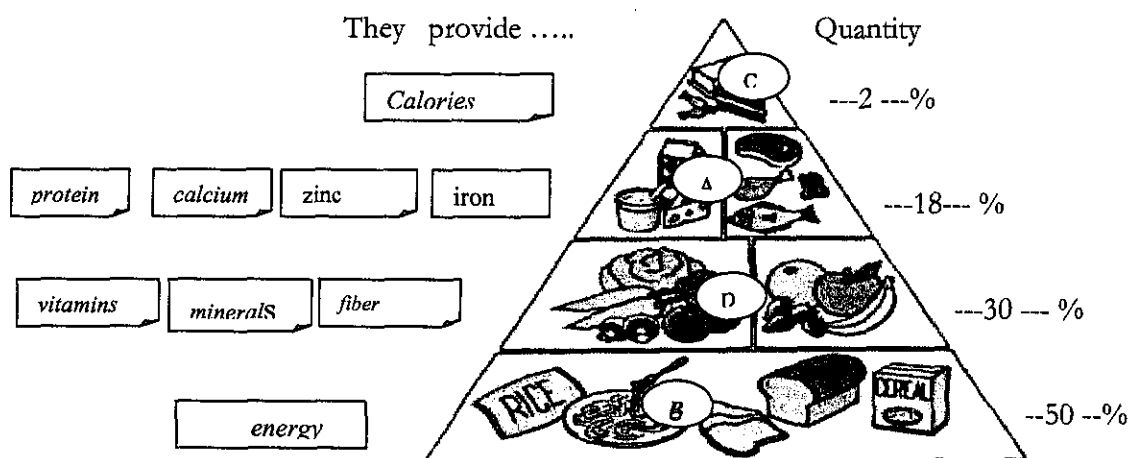 They provide ..... Quantity
Calories C ---2 ---%
protein calcium zinc iron A ---18--- %
vitamins mineralS fiber D ---30 --- %
RICE B CEREAL
energy --50 --%